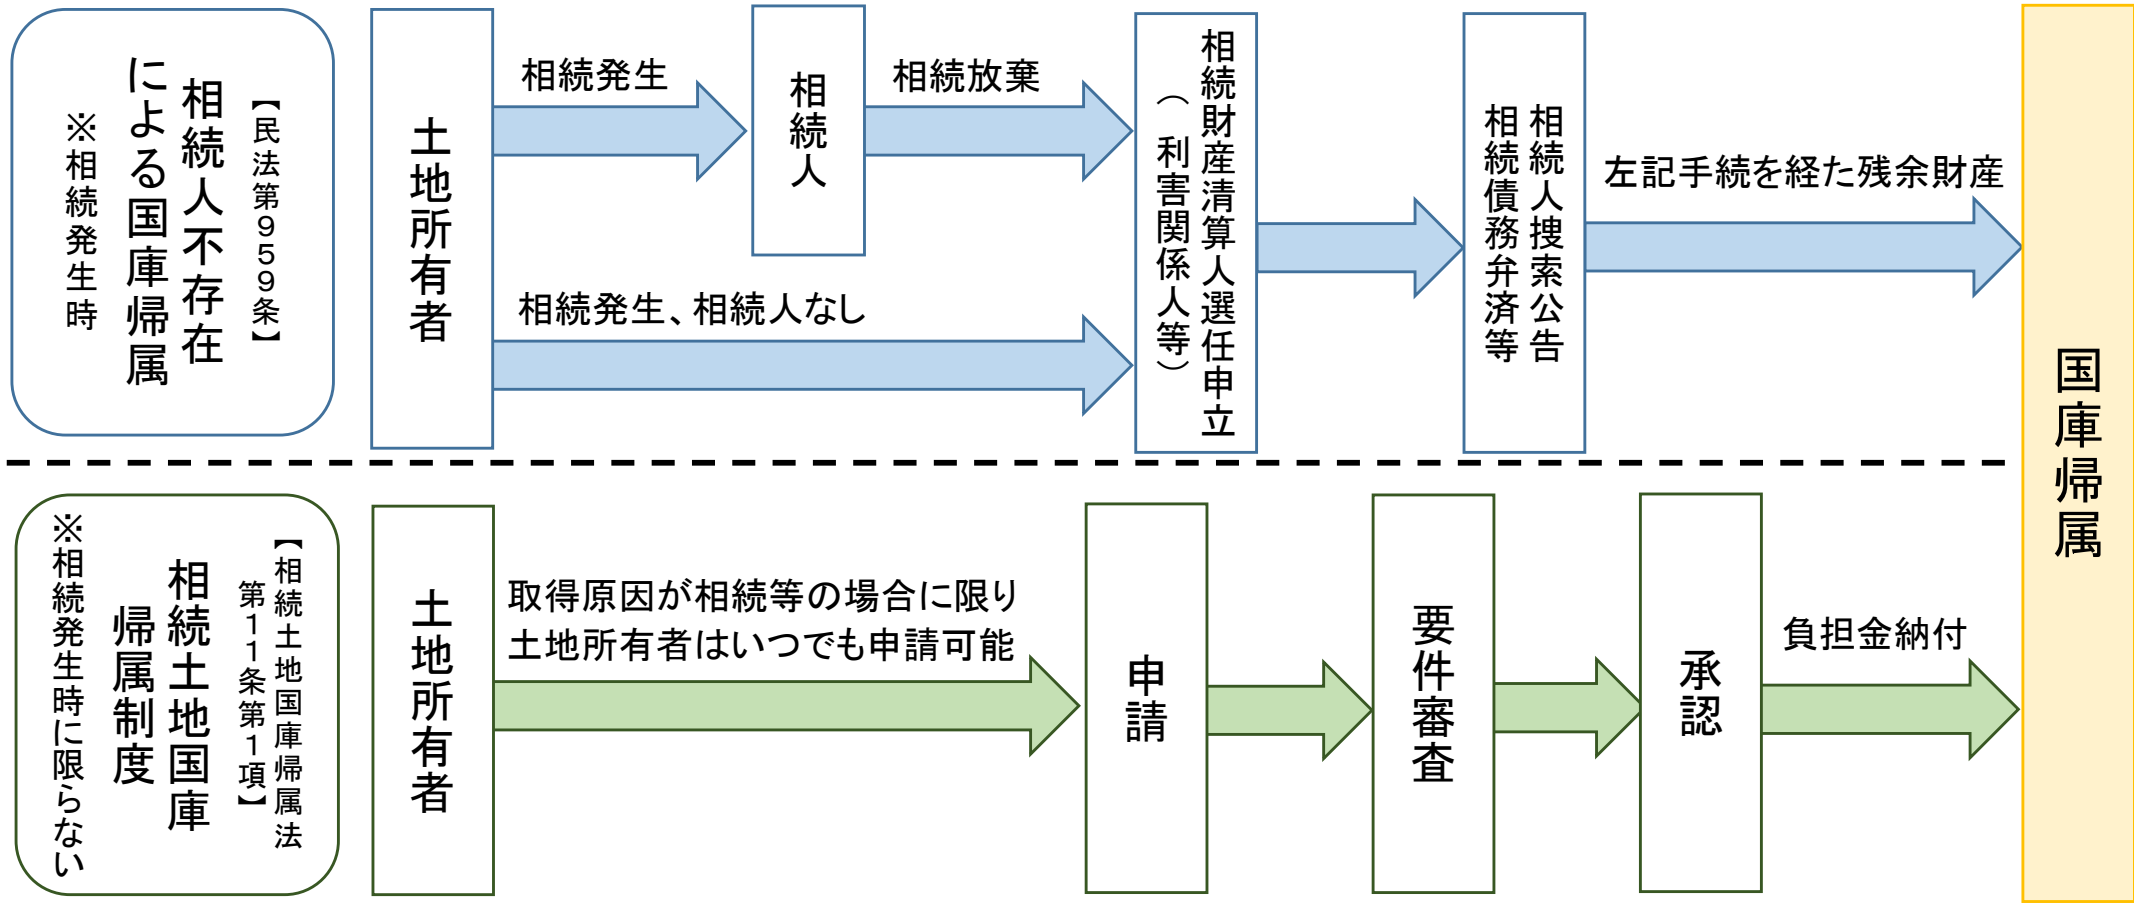 【民法第９５９条】
相続人不存在
による国庫帰属
※相続発生時
土地所有者
相続発生
相続人
相続放棄
相続発生、相続人なし
相続財産清算人選任申立
（利害関係人等）
相続人捜索公告
相続債務弁済等
左記手続を経た残余財産
国庫帰属
【相続土地国庫帰属法
第１１条第１項】
相続土地国庫
帰属制度
※相続発生時に限らない
土地所有者
取得原因が相続等の場合に限り
土地所有者はいつでも申請可能
申請
要件審査
承認
負担金納付